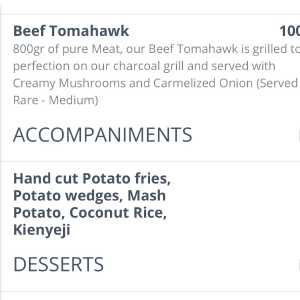 Beef Tomahawk 100
800gr of pure Meat, our Beef Tomahawk is grilled to
perfection on our charcoal grill and served with
Creamy Mushrooms and Carmelized Onion (Served
Rare - Medium)
ACCOMPANIMENTS
Hand cut Potato fries,
Potato wedges, Mash
Potato, Coconut Rice,
Kienyeji
DESSERTS